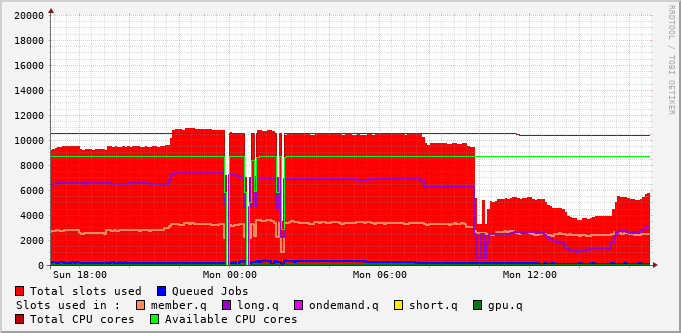 20000
18000
16000
14000
12000
10000
8000
6000
4000
2000
0
Sun 18:00 Mon 00:00 Mon 06:00 Mon 12:00
RRDTOOL / TOBI OETIKER
Total slots used Queued Jobs
Slots used in : member.q long.q ondemand.q short.q gpu.q
Total CPU cores Available CPU cores